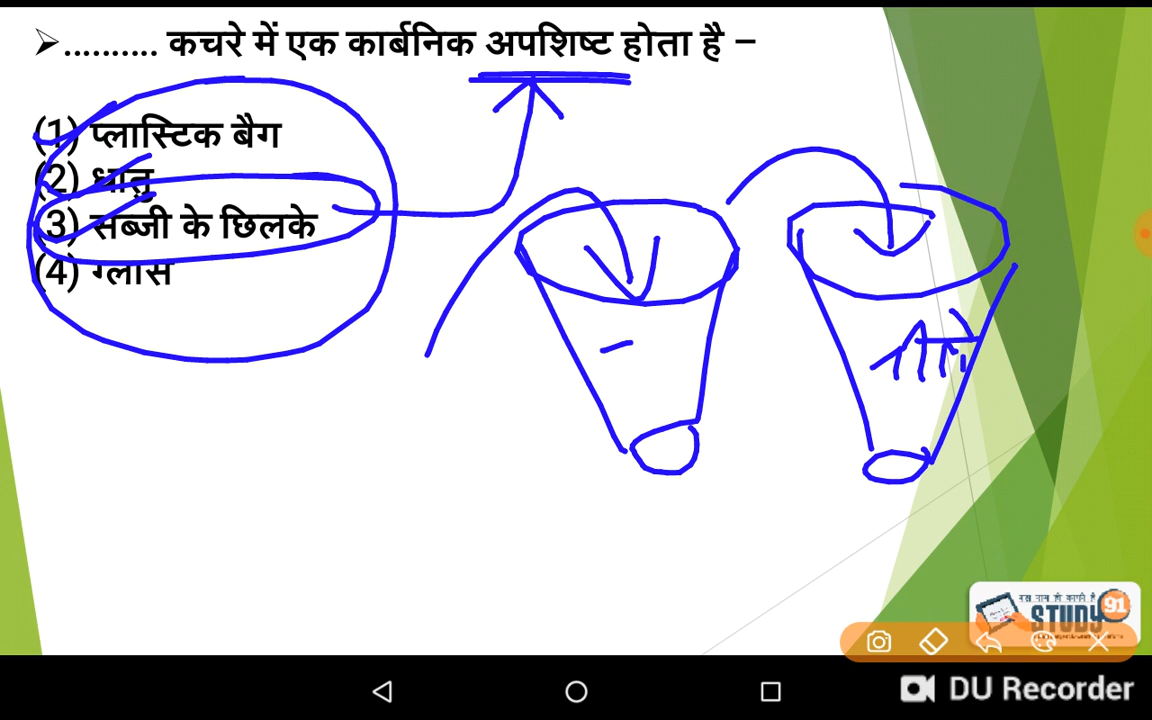 ➢.......... कचरे में एक कार्बनिक अपशिष्ट होता है –
(1) प्लास्टिक बैग
(2) धातु
(3) सब्जी के छिलके
(4) ग्लास
91
STUDY
DU Recorder